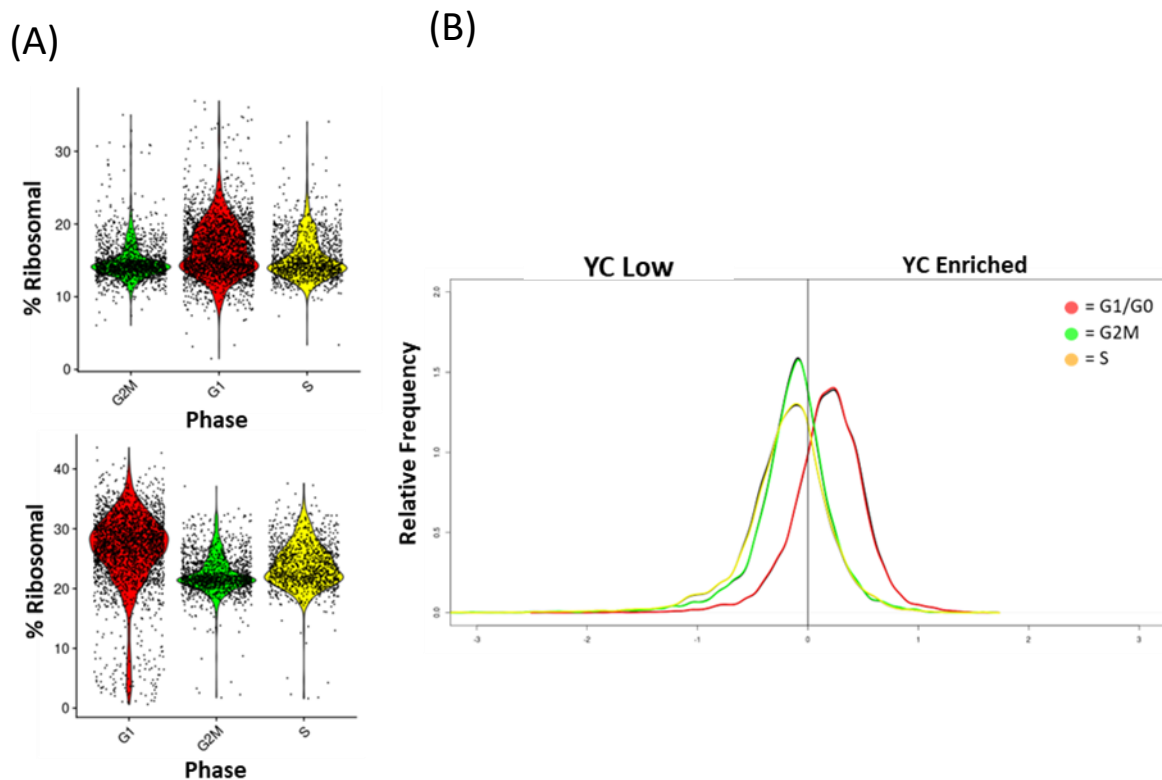 (A)
% Ribosomal
30
20
10
0
G2M
G1
S
Phase
% Ribosomal
40
30
20
10
0
G1
G2M
S
Phase
(B)
YC Low
YC Enriched
= G1/G0
= G2M
= S
Relative Frequency
2.0
1.5
1.0
0.5
0.0
-3
-2
-1
0
1
2
3